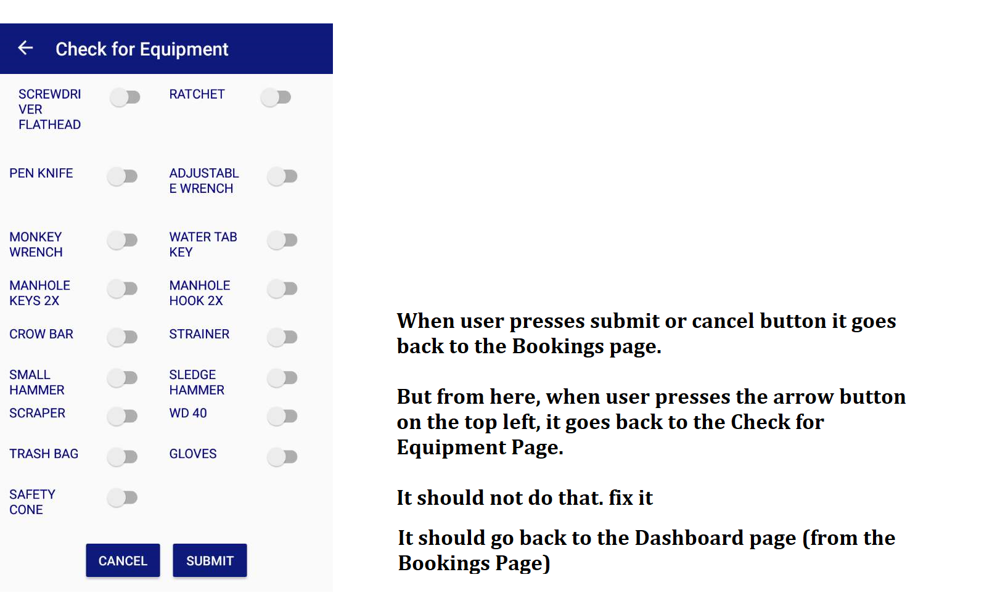 Check for Equipment
SCREWDRI
VER
FLATHEAD
RATCHET
PEN KNIFE
ADJUSTABL
E WRENCH
MONKEY
WRENCH
WATER TAB
KEY
MANHOLE
KEYS 2X
MANHOLE
HOOK 2X
CROW BAR
STRAINER
SMALL
HAMMER
SLEDGE
HAMMER
SCRAPER
WD 40
TRASH BAG
GLOVES
SAFETY
CONE
CANCEL
SUBMIT
When user presses submit or cancel button it goes
back to the Bookings page.
But from here, when user presses the arrow button
on the top left, it goes back to the Check for
Equipment Page.
It should not do that. fix it
It should go back to the Dashboard page (from the
Bookings Page)